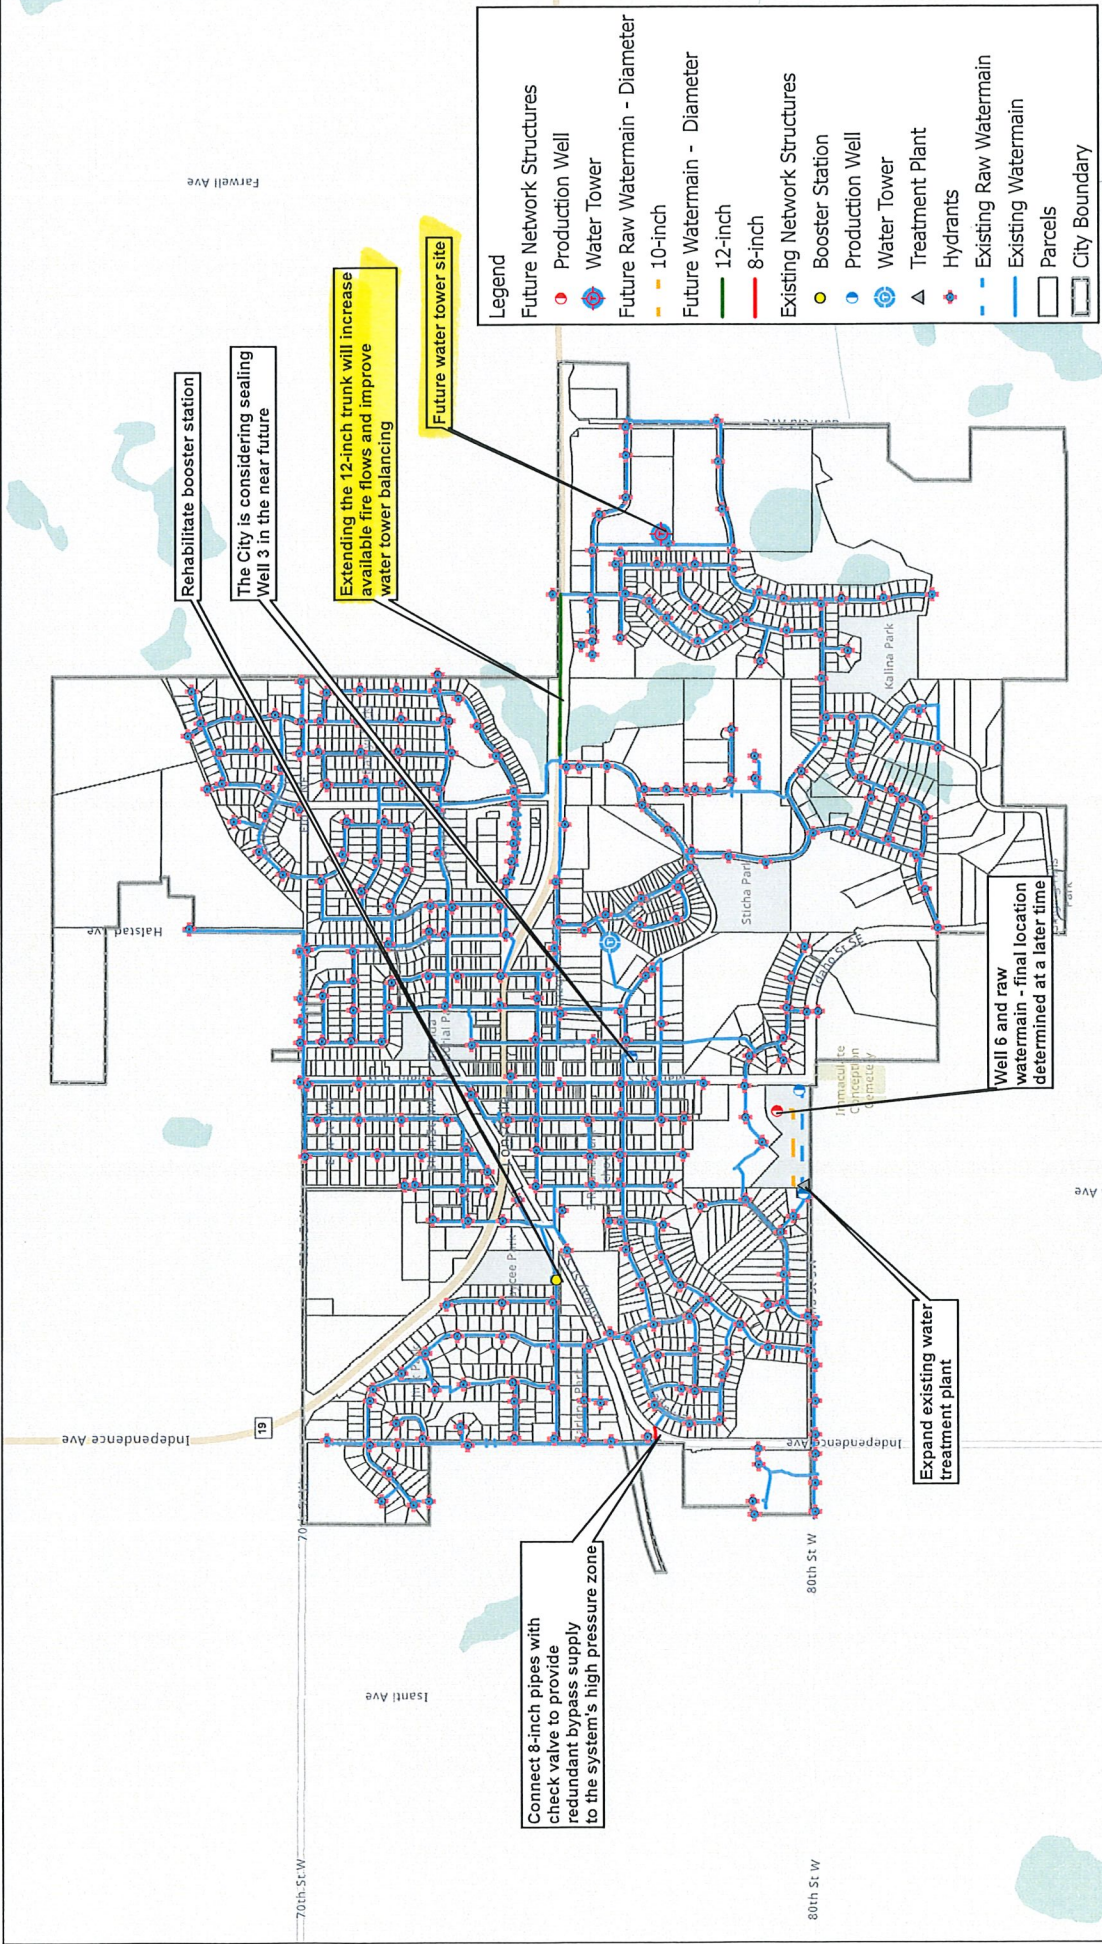 Rehabilitate booster station
The City is considering sealing
Well 3 in the near future
Extending the 12-inch trunk will increase
available fire flows and improve
water tower balancing
Future water tower site
Connect 8-inch pipes with
check valve to provide
redundant bypass supply
to the system's high pressure zone
Expand existing water
treatment plant
Well 6 and raw
watermain - final location
determined at a later time
Farwell Ave
Halstad Ave
Independence Ave
19
Isanti Ave
70th St W
80th St W
80th St W
Independence Ave
Ave
Kalina Park
Sticha Park
Idaho St SE
Immaculate
Conception
Cemetery
Legend
Future Network Structures
Production Well
Water Tower
Future Raw Watermain - Diameter
10-inch
Future Watermain - Diameter
12-inch
8-inch
Existing Network Structures
Booster Station
Production Well
Water Tower
Treatment Plant
Hydrants
Existing Raw Watermain
Existing Watermain
Parcels
City Boundary